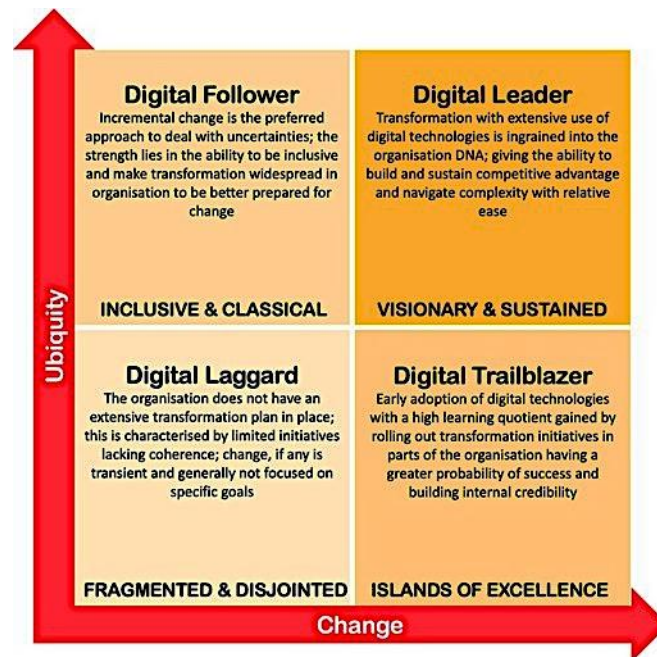 Digital Follower
Incremental change is the preferred
approach to deal with uncertainties; the
strength lies in the ability to be inclusive
and make transformation widespread in
organisation to be better prepared for
change
INCLUSIVE & CLASSICAL
Digital Leader
Transformation with extensive use of
digital technologies is ingrained into the
organisation DNA; giving the ability to
build and sustain competitive advantage
and navigate complexity with relative
ease
VISIONARY & SUSTAINED
Ubiquity
Digital Laggard
The organisation does not have an
extensive transformation plan in place;
this is characterised by limited initiatives
lacking coherence; change, if any is
transient and generally not focused on
specific goals
FRAGMENTED & DISJOINTED
Digital Trailblazer
Early adoption of digital technologies
with a high learning quotient gained by
rolling out transformation initiatives in
parts of the organisation having a
greater probability of success and
building internal credibility
ISLANDS OF EXCELLENCE
Change